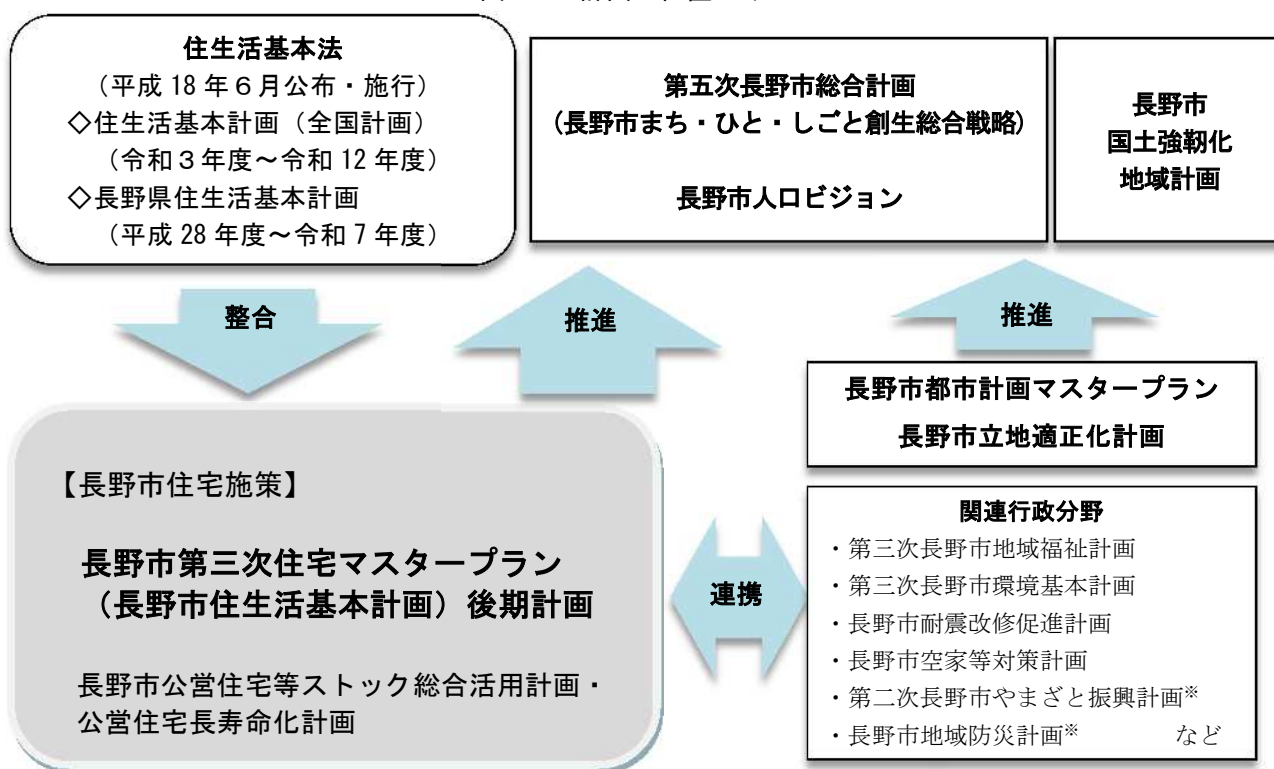 住生活基本法
（平成 18 年６月公布・施行）
◇住生活基本計画（全国計画）
（令和３年度～令和 12 年度）
◇長野県住生活基本計画
（平成 28 年度～令和 7 年度）
第五次長野市総合計画
（長野市まち・ひと・しごと創生総合戦略）
長野市人口ビジョン
長野市
国土強靭化
地域計画
整合
推進
推進
長野市都市計画マスタープラン
長野市立地適正化計画
【長野市住宅施策】
長野市第三次住宅マスタープラン
（長野市住生活基本計画）後期計画
長野市公営住宅等ストック総合活用計画・
公営住宅長寿命化計画
連携
関連行政分野
・第三次長野市地域福祉計画
・第三次長野市環境基本計画
・長野市耐震改修促進計画
・長野市空家等対策計画
・第二次長野市やまざと振興計画※
・長野市地域防災計画※　　　など